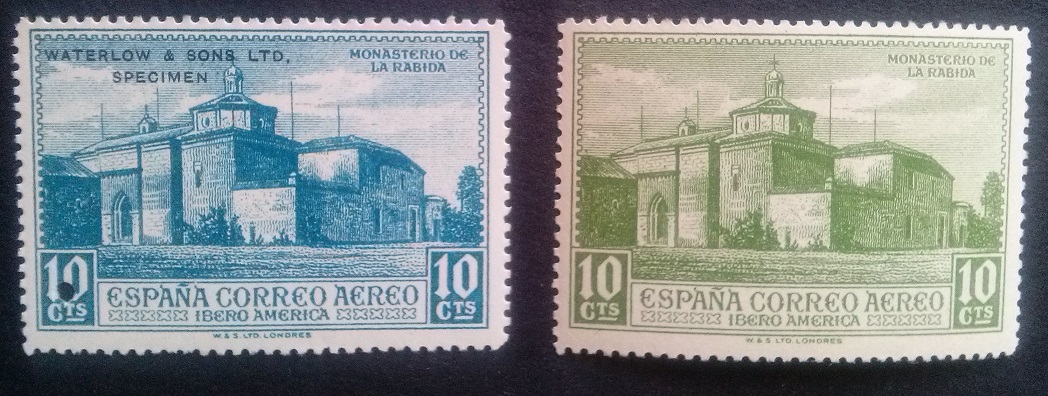 WATERLOW & SONS LTD,
SPECIMEN
MONASTERIO DE
LA RABIDA
10 CTS
ESPAÑA CORREO AEREO
IBERO AMERICA
10 CTS
W. & S. LTD. LONDRES
MONASTERIO DE
LA RABIDA
10 CTS
ESPAÑA CORREO AEREO
IBERO AMERICA
10 CTS
W. & S. LTD. LONDRES